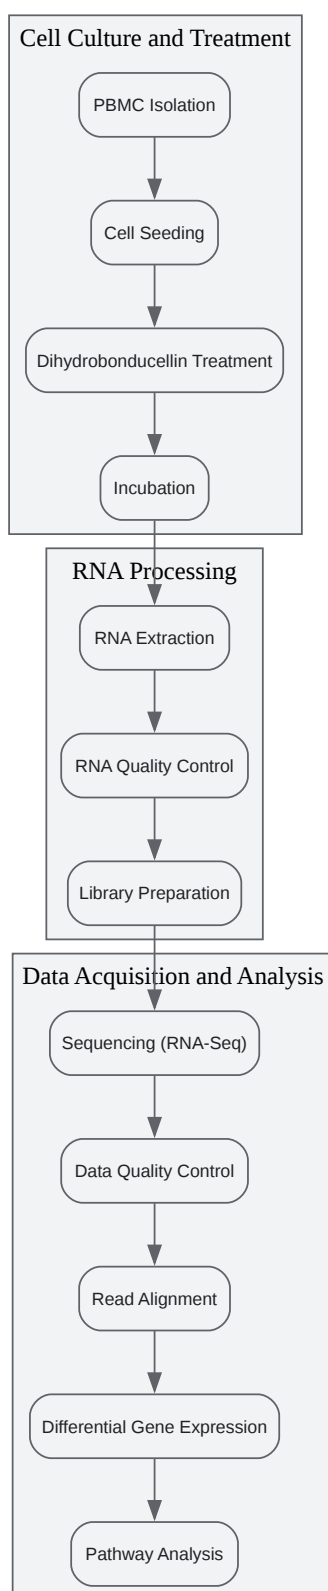 Cell Culture and Treatment
PBMC Isolation
Cell Seeding
Dihydrobonducellin Treatment
Incubation
RNA Processing
RNA Extraction
RNA Quality Control
Library Preparation
Data Acquisition and Analysis
Sequencing (RNA-Seq)
Data Quality Control
Read Alignment
Differential Gene Expression
Pathway Analysis